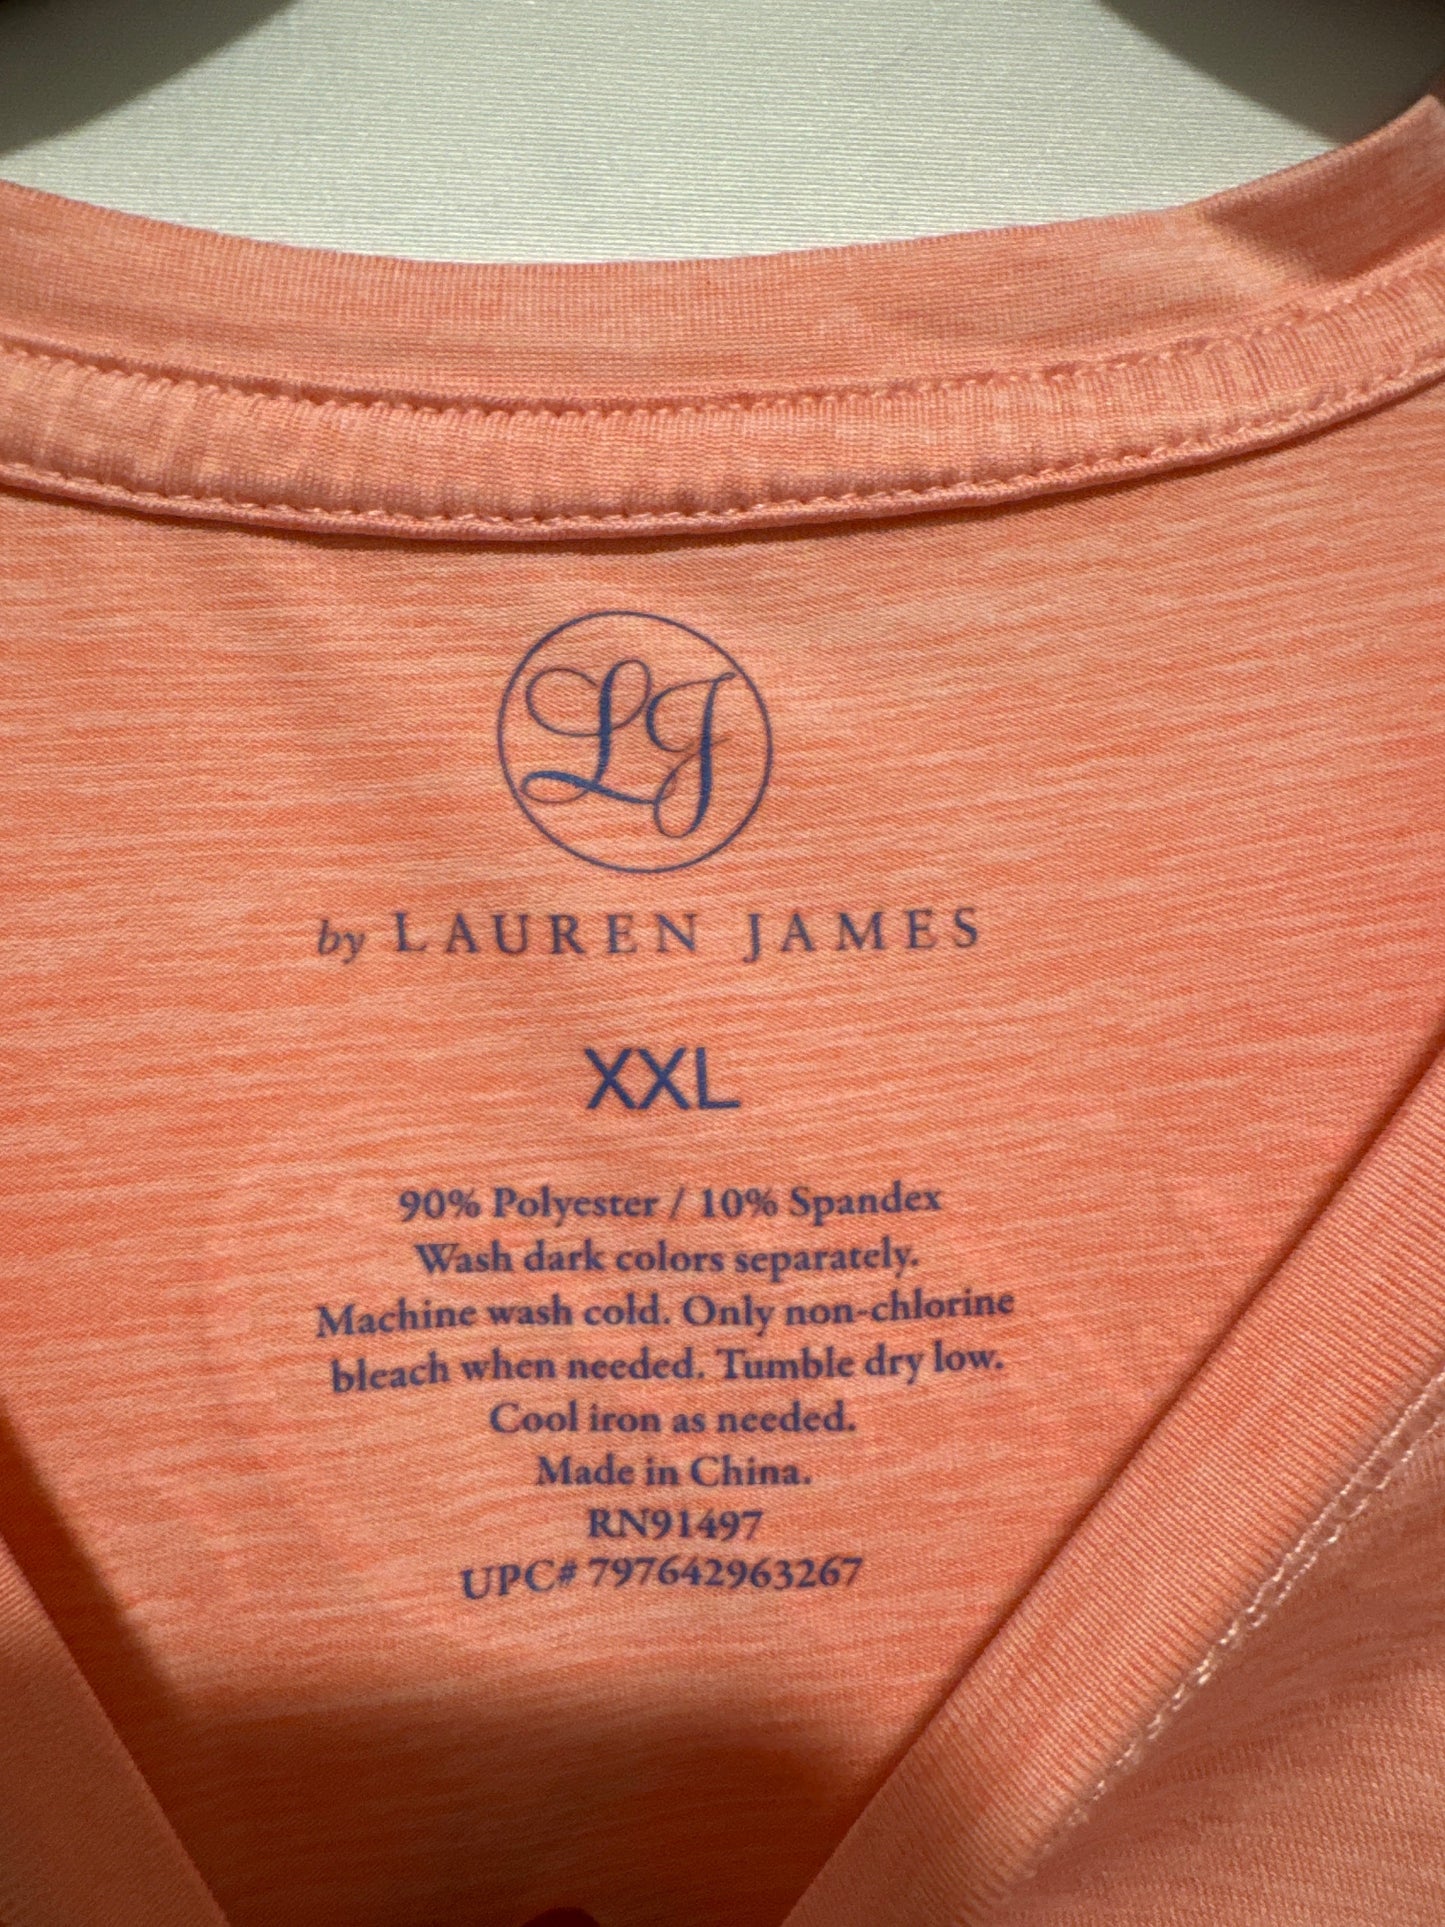 LJ
by LAUREN JAMES
XXL
90% Polyester / 10% Spandex
Wash dark colors separately.
Machine wash cold. Only non-chlorine
bleach when needed. Tumble dry low.
Cool iron as needed.
Made in China.
RN91497
UPC# 797642963267